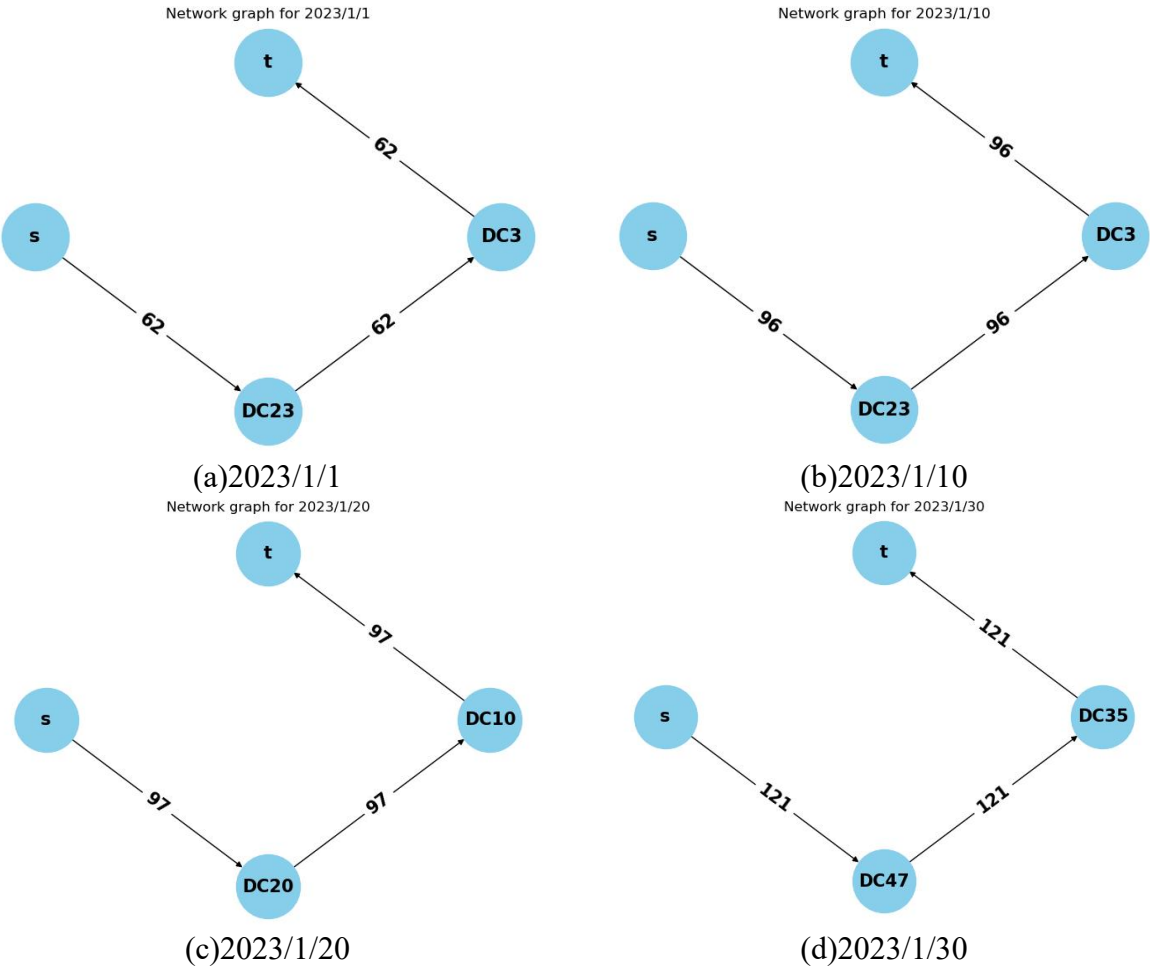 Network graph for 2023/1/1
t
62
s
DC3
62
62
DC23
(a)2023/1/1
Network graph for 2023/1/10
t
96
s
DC3
96
96
DC23
(b)2023/1/10
Network graph for 2023/1/20
t
97
s
DC10
97
97
DC20
(c)2023/1/20
Network graph for 2023/1/30
t
121
s
DC35
121
121
DC47
(d)2023/1/30